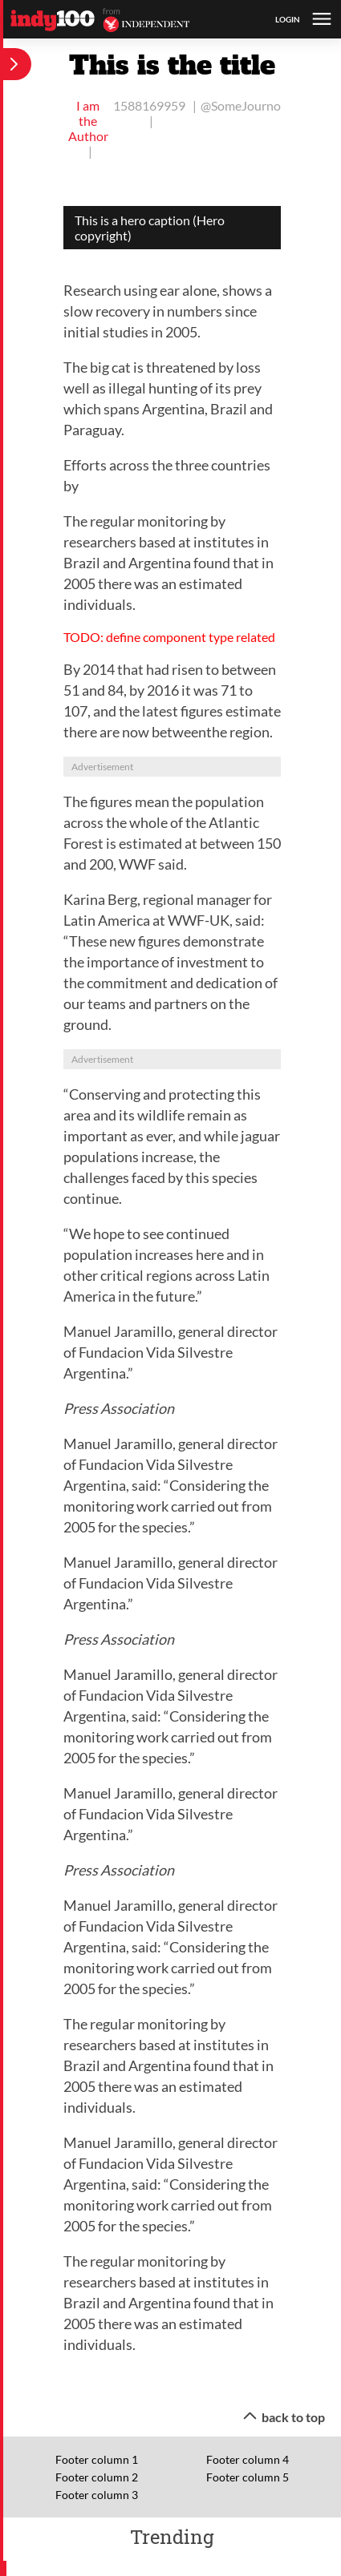 indy100 from INDEPENDENT LOGIN
This is the title
I am the Author | 1588169959 | | @SomeJourno
This is a hero caption (Hero
copyright)
Research using ear alone, shows a
slow recovery in numbers since
initial studies in 2005.
The big cat is threatened by loss
well as illegal hunting of its prey
which spans Argentina, Brazil and
Paraguay.
Efforts across the three countries
by
The regular monitoring by
researchers based at institutes in
Brazil and Argentina found that in
2005 there was an estimated
individuals.
TODO: define component type related
By 2014 that had risen to between
51 and 84, by 2016 it was 71 to
107, and the latest figures estimate
there are now betweenthe region.
Advertisement
The figures mean the population
across the whole of the Atlantic
Forest is estimated at between 150
and 200, WWF said.
Karina Berg, regional manager for
Latin America at WWF-UK, said:
“These new figures demonstrate
the importance of investment to
the commitment and dedication of
our teams and partners on the
ground.
Advertisement
“Conserving and protecting this
area and its wildlife remain as
important as ever, and while jaguar
populations increase, the
challenges faced by this species
continue.
“We hope to see continued
population increases here and in
other critical regions across Latin
America in the future.”
Manuel Jaramillo, general director
of Fundacion Vida Silvestre
Argentina.”
Press Association
Manuel Jaramillo, general director
of Fundacion Vida Silvestre
Argentina, said: “Considering the
monitoring work carried out from
2005 for the species.”
Manuel Jaramillo, general director
of Fundacion Vida Silvestre
Argentina.”
Press Association
Manuel Jaramillo, general director
of Fundacion Vida Silvestre
Argentina, said: “Considering the
monitoring work carried out from
2005 for the species.”
Manuel Jaramillo, general director
of Fundacion Vida Silvestre
Argentina.”
Press Association
Manuel Jaramillo, general director
of Fundacion Vida Silvestre
Argentina, said: “Considering the
monitoring work carried out from
2005 for the species.”
The regular monitoring by
researchers based at institutes in
Brazil and Argentina found that in
2005 there was an estimated
individuals.
Manuel Jaramillo, general director
of Fundacion Vida Silvestre
Argentina, said: “Considering the
monitoring work carried out from
2005 for the species.”
The regular monitoring by
researchers based at institutes in
Brazil and Argentina found that in
2005 there was an estimated
individuals.
back to top
Footer column 1
Footer column 2
Footer column 3
Footer column 4
Footer column 5
Trending